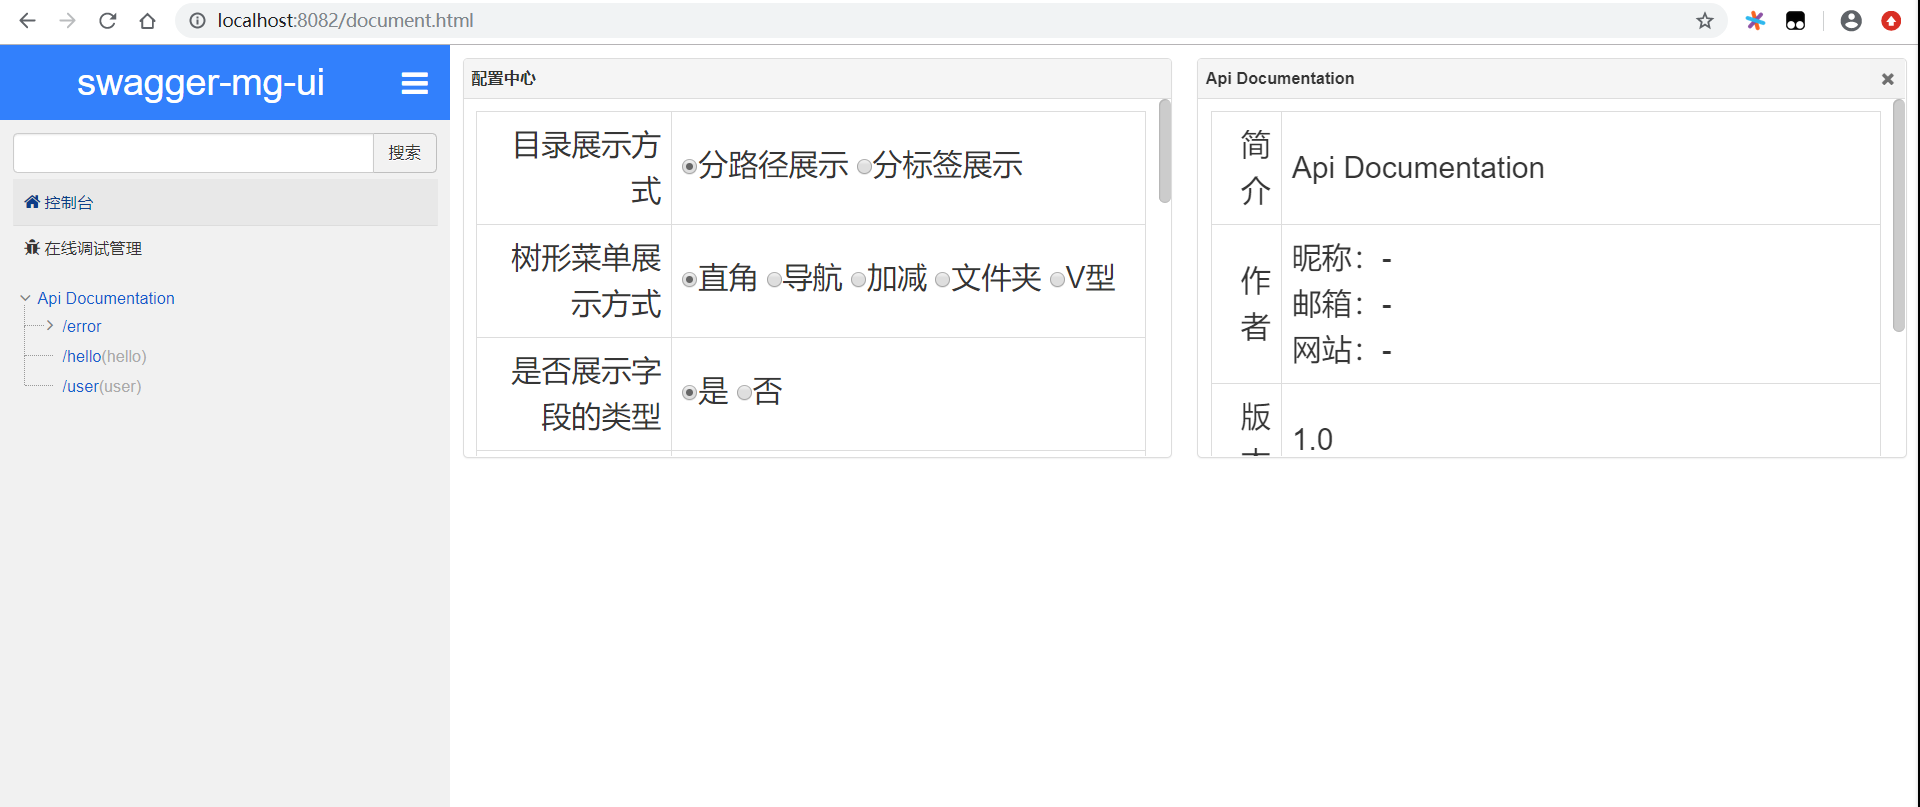 localhost:8082/document.html
swagger-mg-ui
搜索
控制台
在线调试管理
Api Documentation
/error
/hello(hello)
/user(user)
配置中心
目录展示方
式
分路径展示 分标签展示
树形菜单展
示方式
直角 导航 加减 文件夹 V型
是否展示字
段的类型
是 否
Api Documentation
简
介
Api Documentation
作
者
昵称：-
邮箱：-
网站：-
版
1.0